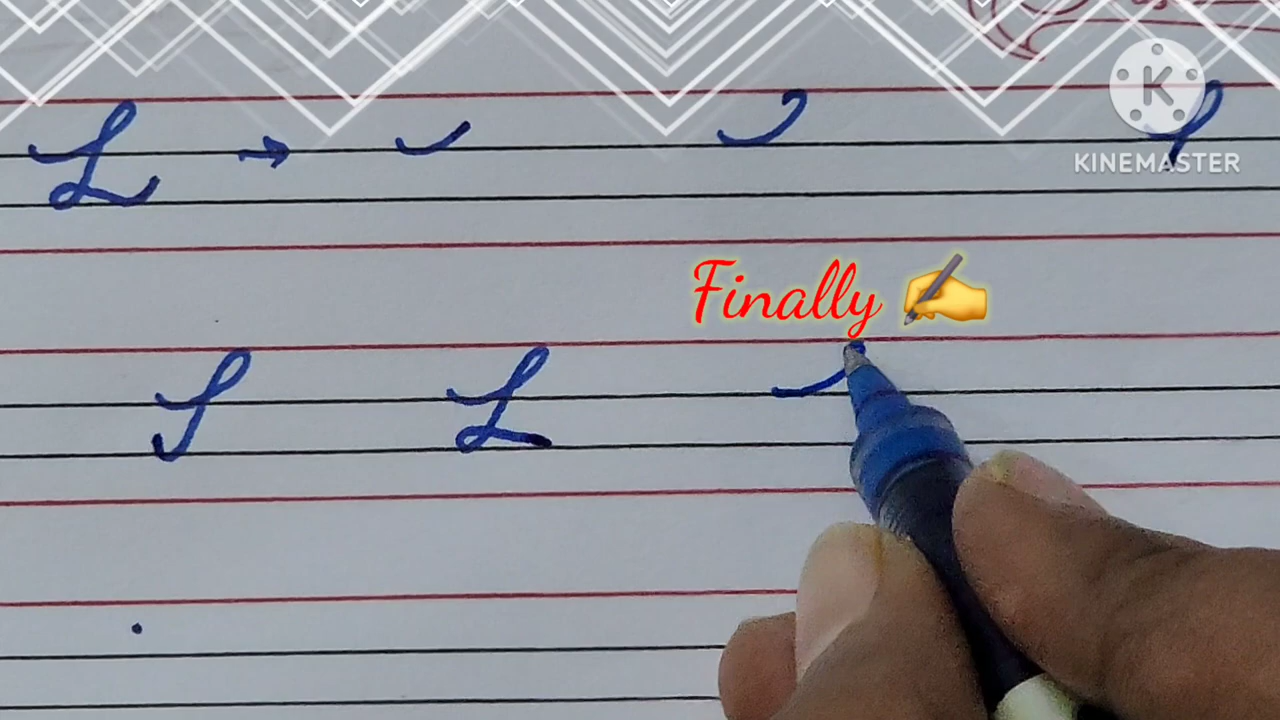 L →
K
KINEMASTER
Finally ✍
L